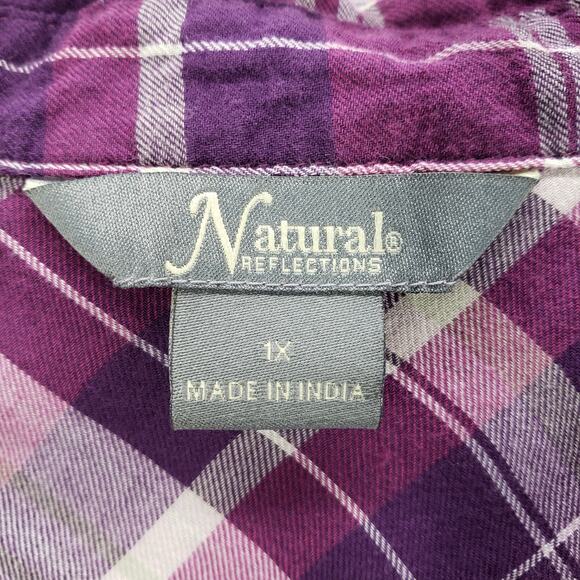 Natural®
REFLECTIONS
1X
MADE IN INDIA